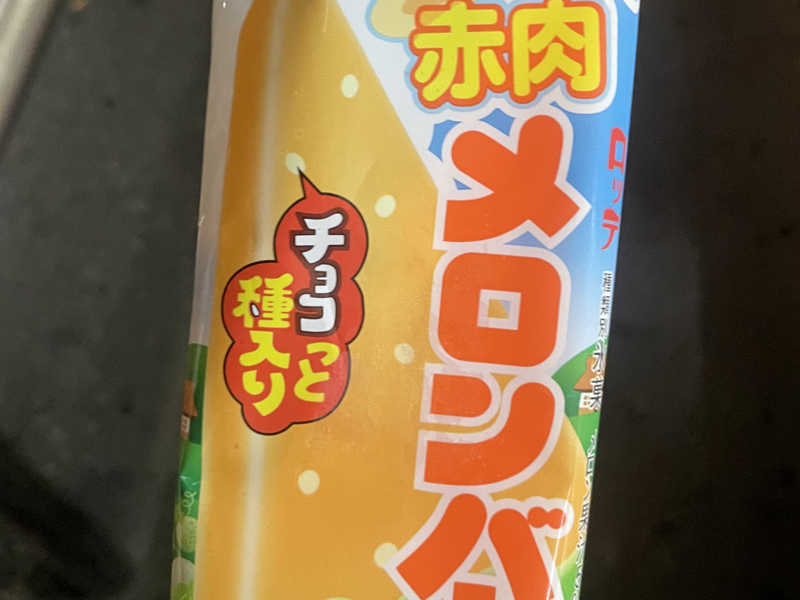 赤肉
メロンバ
ロッテ
チョコっと
種入り